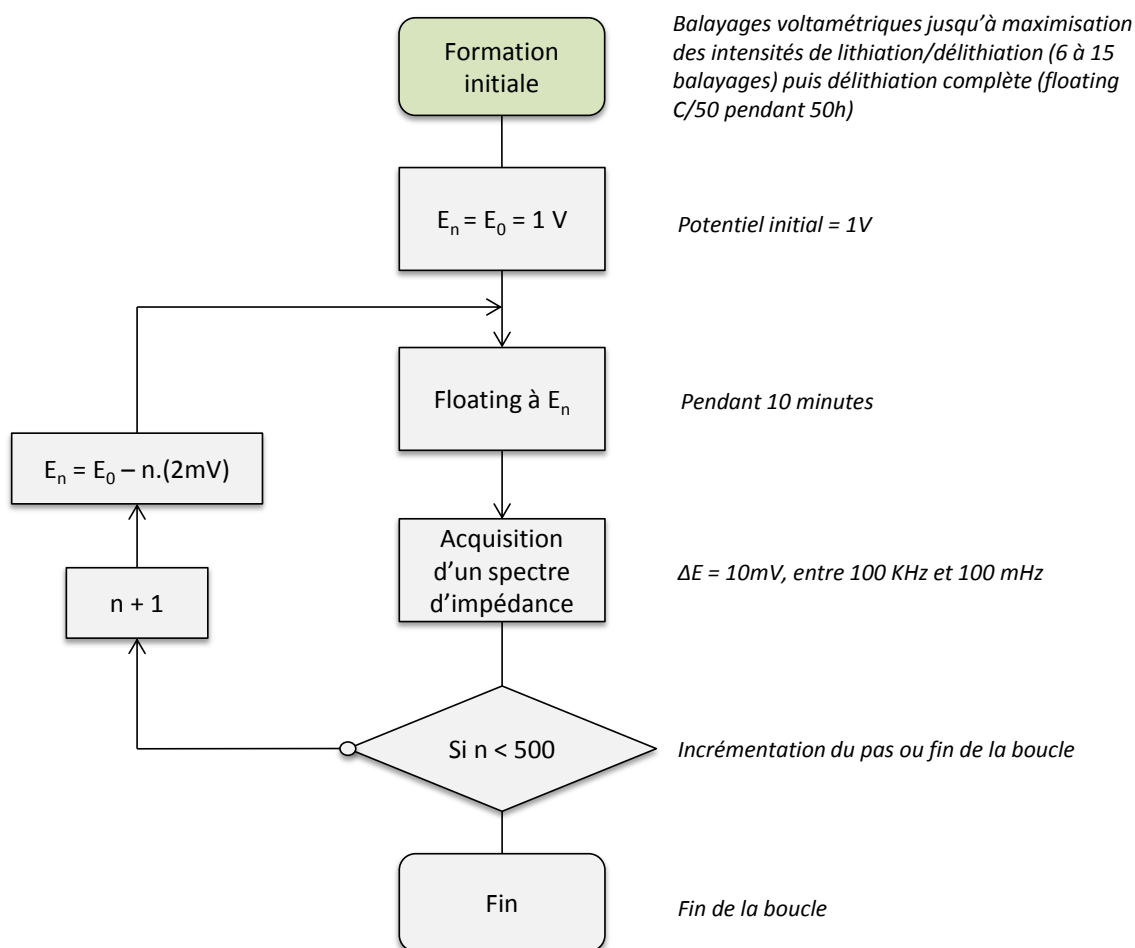 Formation
initiale
Balayages voltamétriques jusqu’à maximisation
des intensités de lithiation/délithiation (6 à 15
balayages) puis délithiation complète (floating
C/50 pendant 50h)
Eₙ = E₀ = 1 V
Potentiel initial = 1V
Floating à Eₙ
Pendant 10 minutes
Eₙ = E₀ – n.(2mV)
Acquisition
d’un spectre
d’impédance
ΔE = 10mV, entre 100 KHz et 100 mHz
n + 1
Si n < 500
Incrémentation du pas ou fin de la boucle
Fin
Fin de la boucle